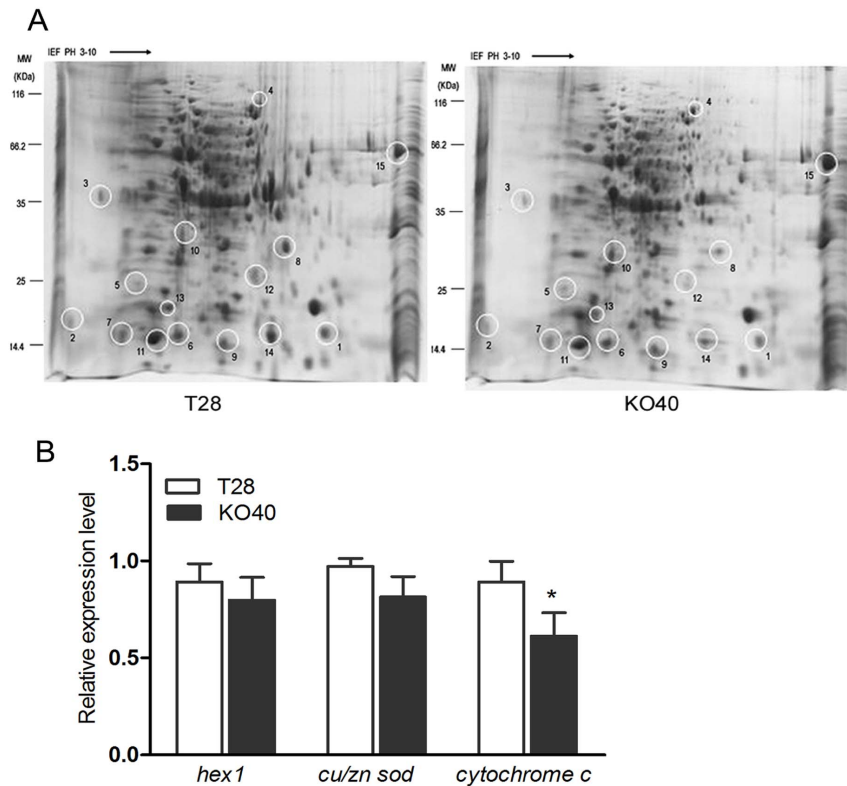 A
IEF PH 3-10
IEF PH 3-10
MW
(KDa)
116
66.2
35
25
14.4
4
15
3
10
8
5
12
13
2
7
11
6
9
14
1
T28
MW
(KDa)
116
56.2
35
25
14.4
4
15
3
10
8
5
12
13
2
7
11
6
9
14
1
KO40
B
Relative expression level
1.5
1.0
0.5
0.0
T28
KO40
*
hex1
cu/zn sod
cytochrome c